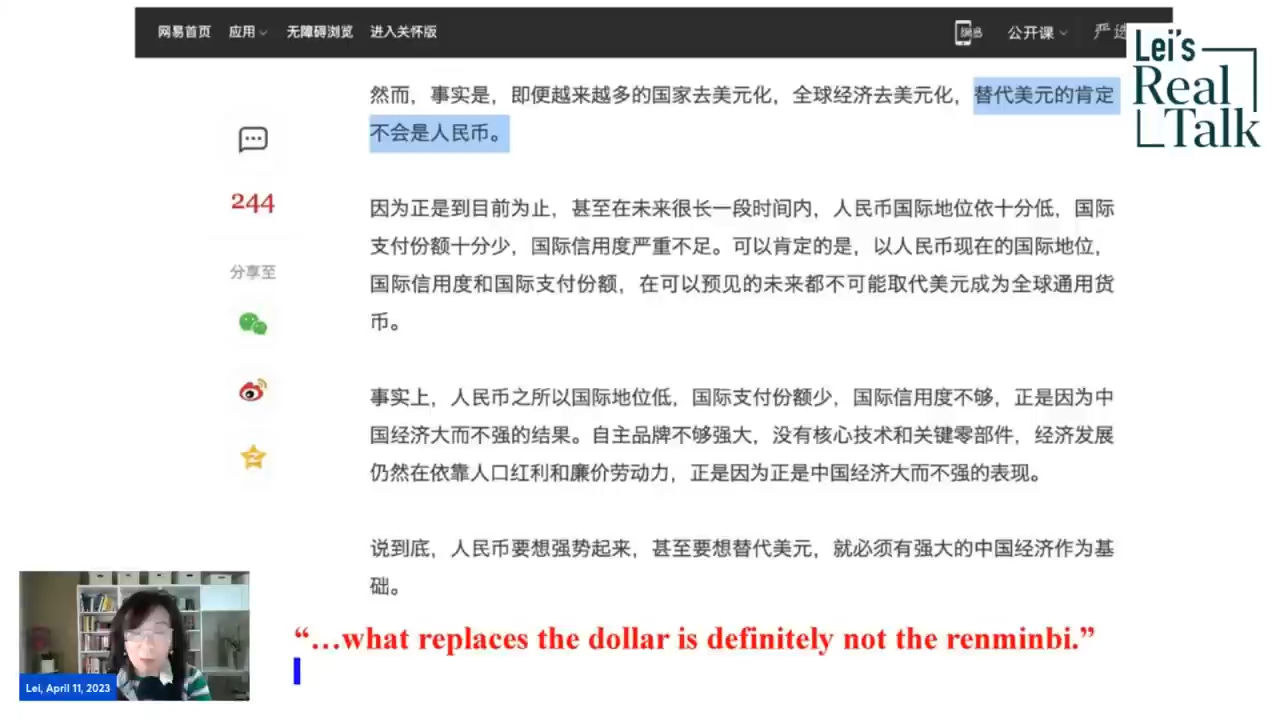 网易首页 应用 无障碍浏览 进入关怀版
公开课 严选
Lei's
Real
Talk
然而，事实是，即便越来越多的国家去美元化，全球经济去美元化，替代美元的肯定
不会是人民币。
244
因为正是到目前为止，甚至在未来很长一段时间内，人民币国际地位依十分低，国际
支付份额十分少，国际信用度严重不足。可以肯定的是，以人民币现在的国际地位，
分享至
国际信用度和国际支付份额，在可以预见的未来都不可能取代美元成为全球通用货
币。
事实上，人民币之所以国际地位低，国际支付份额少，国际信用度不够，正是因为中
国经济大而不强的结果。自主品牌不够强大，没有核心技术和关键零部件，经济发展
仍然在依靠人口红利和廉价劳动力，正是因为正是中国经济大而不强的表现。
说到底，人民币要想强势起来，甚至要想替代美元，就必须有强大的中国经济作为基
础。
“…what replaces the dollar is definitely not the renminbi.”
Lei, April 11, 2023